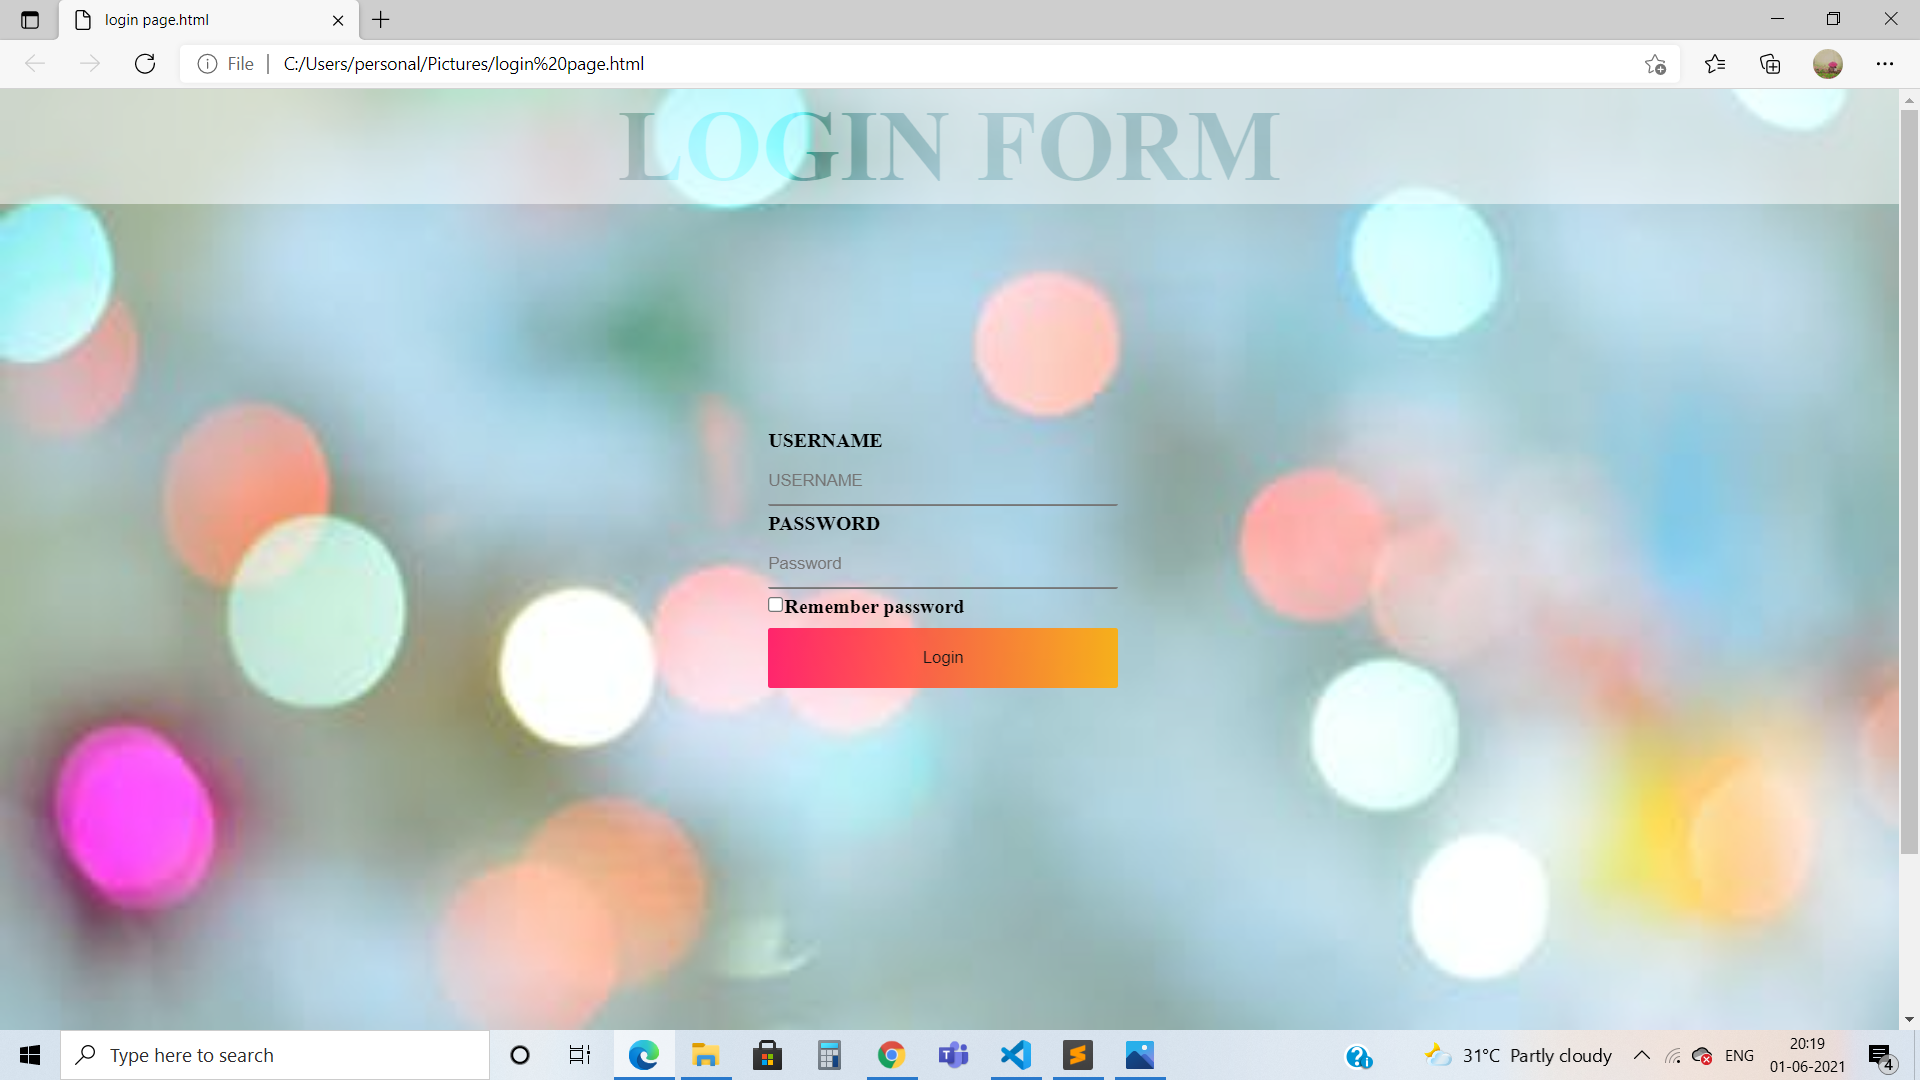 login page.html
File
C:/Users/personal/Pictures/login%20page.html
LOGIN FORM
USERNAME
USERNAME
PASSWORD
Password
Remember password
Login
Type here to search
31°C Partly cloudy
ENG
20:19
01-06-2021
4